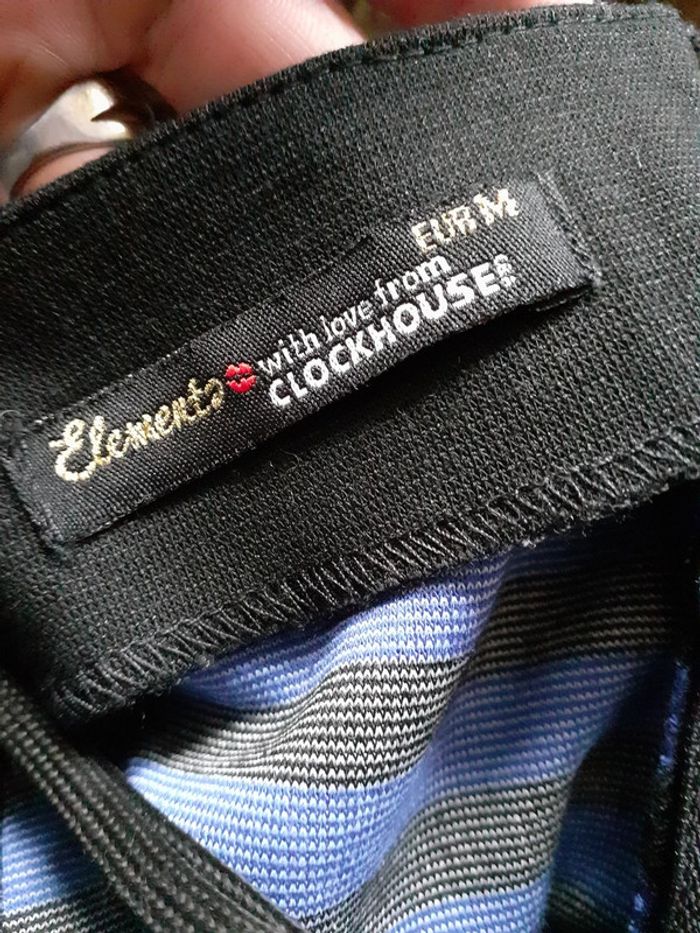 Elements
with love from
CLOCKHOUSE
EUR M